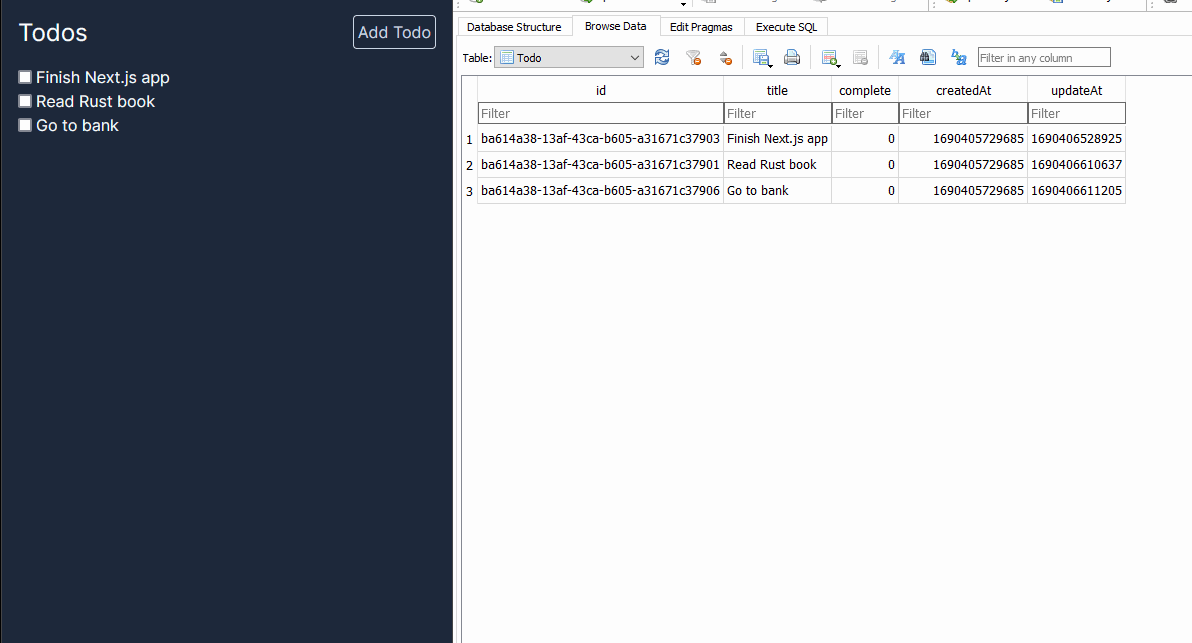 Todos
Add Todo
Finish Next.js app
Read Rust book
Go to bank
Database Structure Browse Data Edit Pragmas Execute SQL
Table: Todo Filter in any column
id title complete createdAt updateAt
Filter Filter Filter Filter Filter
1 ba614a38-13af-43ca-b605-a31671c37903 Finish Next.js app 0 1690405729685 1690406528925
2 ba614a38-13af-43ca-b605-a31671c37901 Read Rust book 0 1690405729685 1690406610637
3 ba614a38-13af-43ca-b605-a31671c37906 Go to bank 0 1690405729685 1690406611205